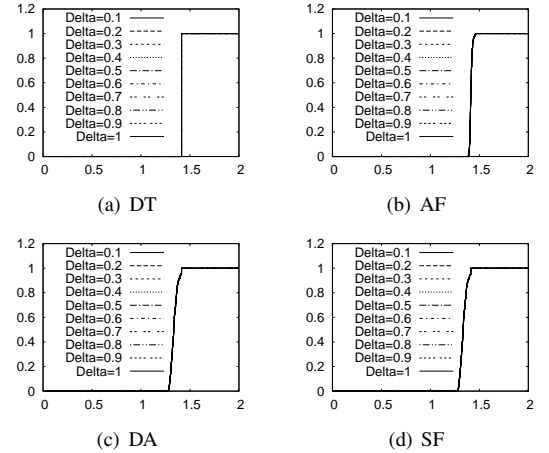 1.2
1
0.8
0.6
0.4
0.2
0
0 0.5 1 1.5 2
Delta=0.1
Delta=0.2
Delta=0.3
Delta=0.4
Delta=0.5
Delta=0.6
Delta=0.7
Delta=0.8
Delta=0.9
Delta=1
(a) DT
1.2
1
0.8
0.6
0.4
0.2
0
0 0.5 1 1.5 2
Delta=0.1
Delta=0.2
Delta=0.3
Delta=0.4
Delta=0.5
Delta=0.6
Delta=0.7
Delta=0.8
Delta=0.9
Delta=1
(b) AF
1.2
1
0.8
0.6
0.4
0.2
0
0 0.5 1 1.5 2
Delta=0.1
Delta=0.2
Delta=0.3
Delta=0.4
Delta=0.5
Delta=0.6
Delta=0.7
Delta=0.8
Delta=0.9
Delta=1
(c) DA
1.2
1
0.8
0.6
0.4
0.2
0
0 0.5 1 1.5 2
Delta=0.1
Delta=0.2
Delta=0.3
Delta=0.4
Delta=0.5
Delta=0.6
Delta=0.7
Delta=0.8
Delta=0.9
Delta=1
(d) SF